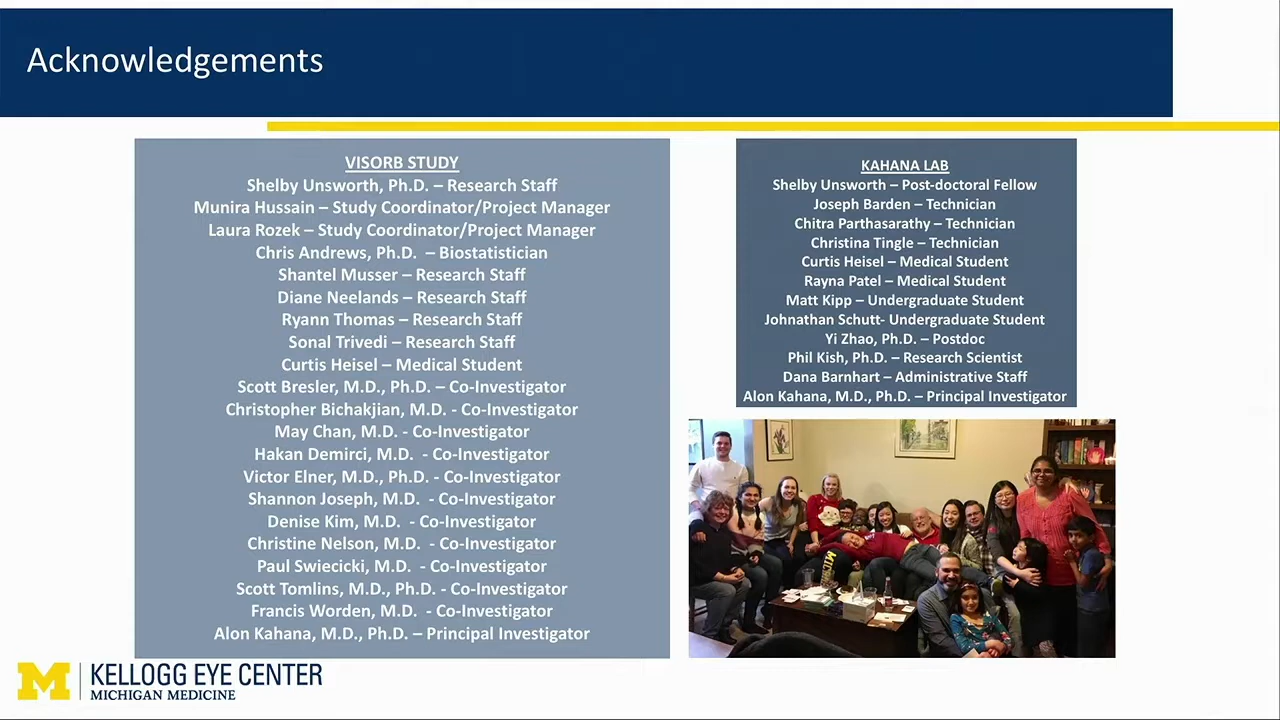 Acknowledgements
VISORB STUDY
Shelby Unsworth, Ph.D. – Research Staff
Munira Hussain – Study Coordinator/Project Manager
Laura Rozek – Study Coordinator/Project Manager
Chris Andrews, Ph.D.  – Biostatistician
Shantel Musser – Research Staff
Diane Neelands – Research Staff
Ryann Thomas – Research Staff
Sonal Trivedi – Research Staff
Curtis Heisel – Medical Student
Scott Bresler, M.D., Ph.D. – Co-Investigator
Christopher Bichakjian, M.D. - Co-Investigator
May Chan, M.D. - Co-Investigator
Hakan Demirci, M.D.  - Co-Investigator
Victor Elner, M.D., Ph.D. - Co-Investigator
Shannon Joseph, M.D.  - Co-Investigator
Denise Kim, M.D.  - Co-Investigator
Christine Nelson, M.D.  - Co-Investigator
Paul Swiecicki, M.D.  - Co-Investigator
Scott Tomlins, M.D., Ph.D. - Co-Investigator
Francis Worden, M.D.  - Co-Investigator
Alon Kahana, M.D., Ph.D. – Principal Investigator
KAHANA LAB
Shelby Unsworth – Post-doctoral Fellow
Joseph Barden – Technician
Chitra Parthasarathy – Technician
Christina Tingle – Technician
Curtis Heisel – Medical Student
Rayna Patel – Medical Student
Matt Kipp – Undergraduate Student
Johnathan Schutt- Undergraduate Student
Yi Zhao, Ph.D. – Postdoc
Phil Kish, Ph.D. – Research Scientist
Dana Barnhart – Administrative Staff
Alon Kahana, M.D., Ph.D. – Principal Investigator
M
KELLOGG EYE CENTER
MICHIGAN MEDICINE